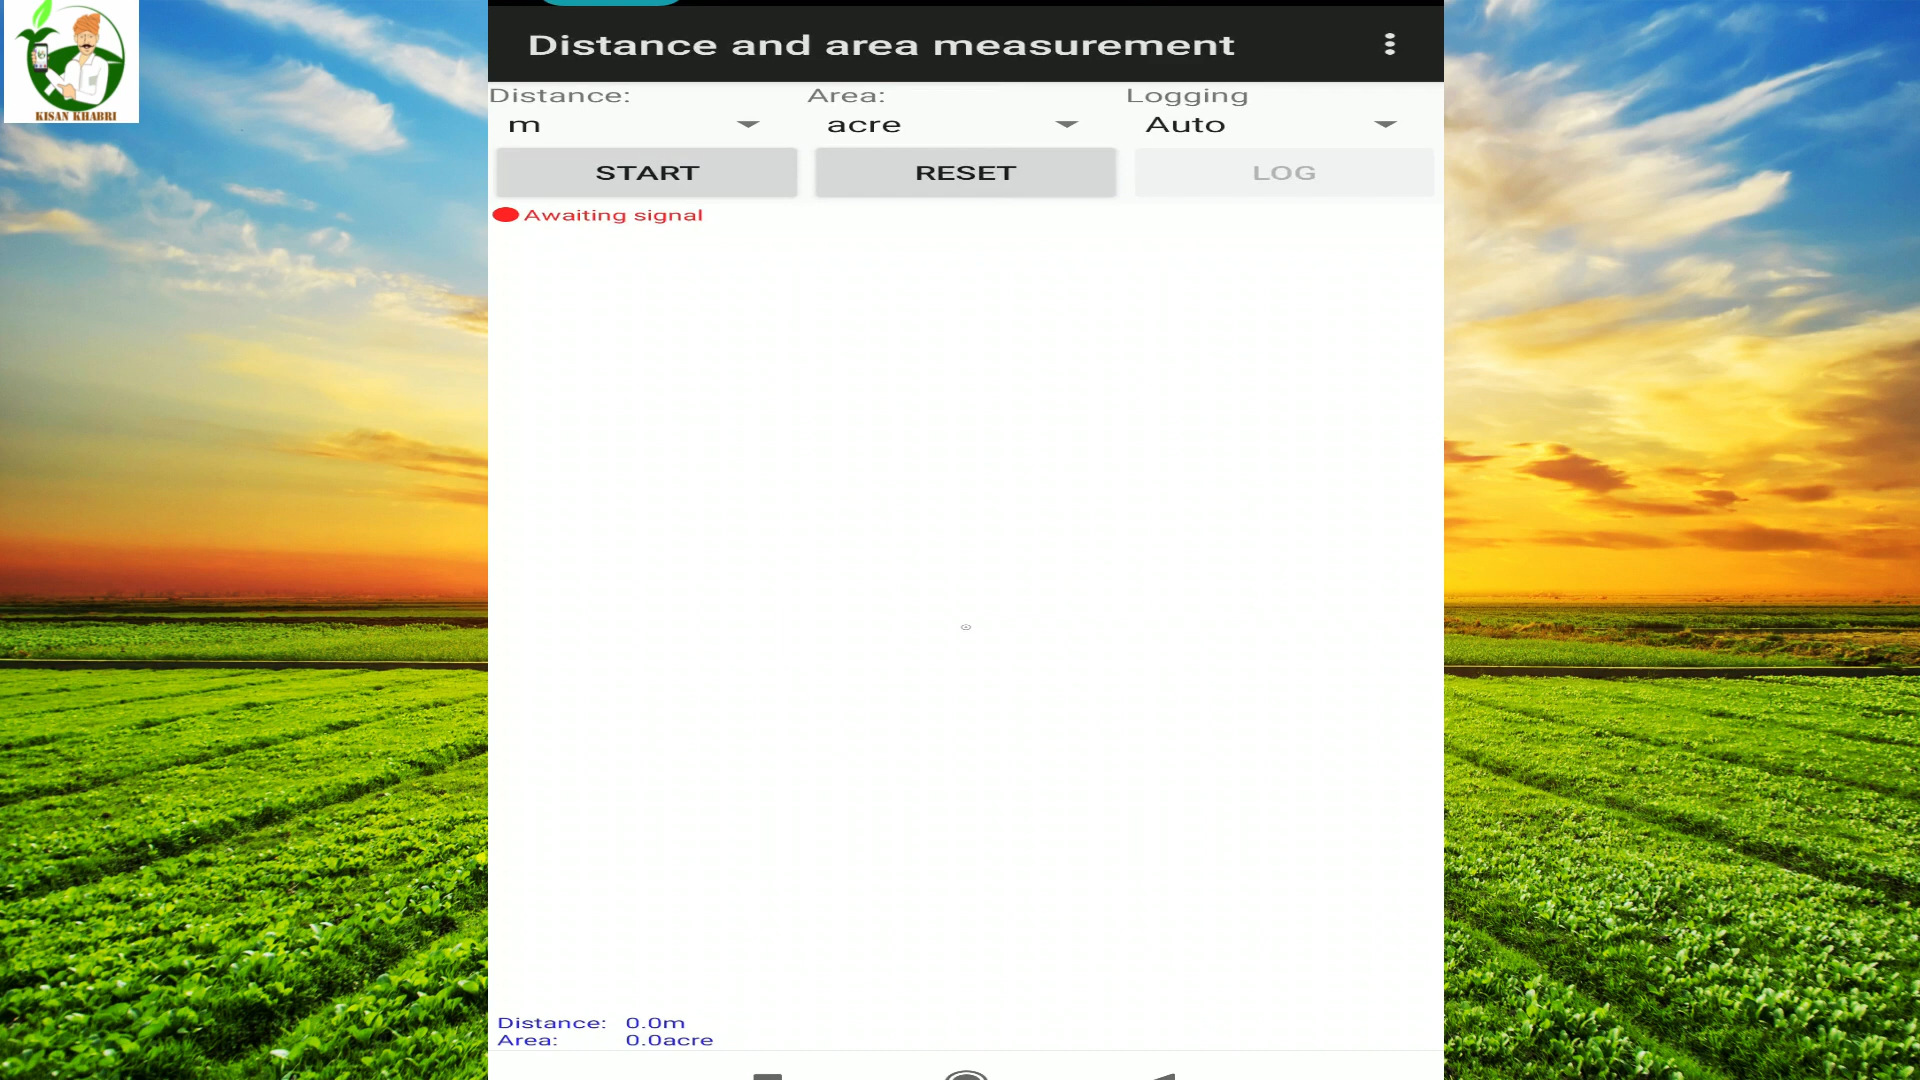 KISAN KHABRI
Distance and area measurement
Distance: Area: Logging
m acre Auto
START RESET LOG
Awaiting signal
Distance: 0.0m
Area: 0.0acre